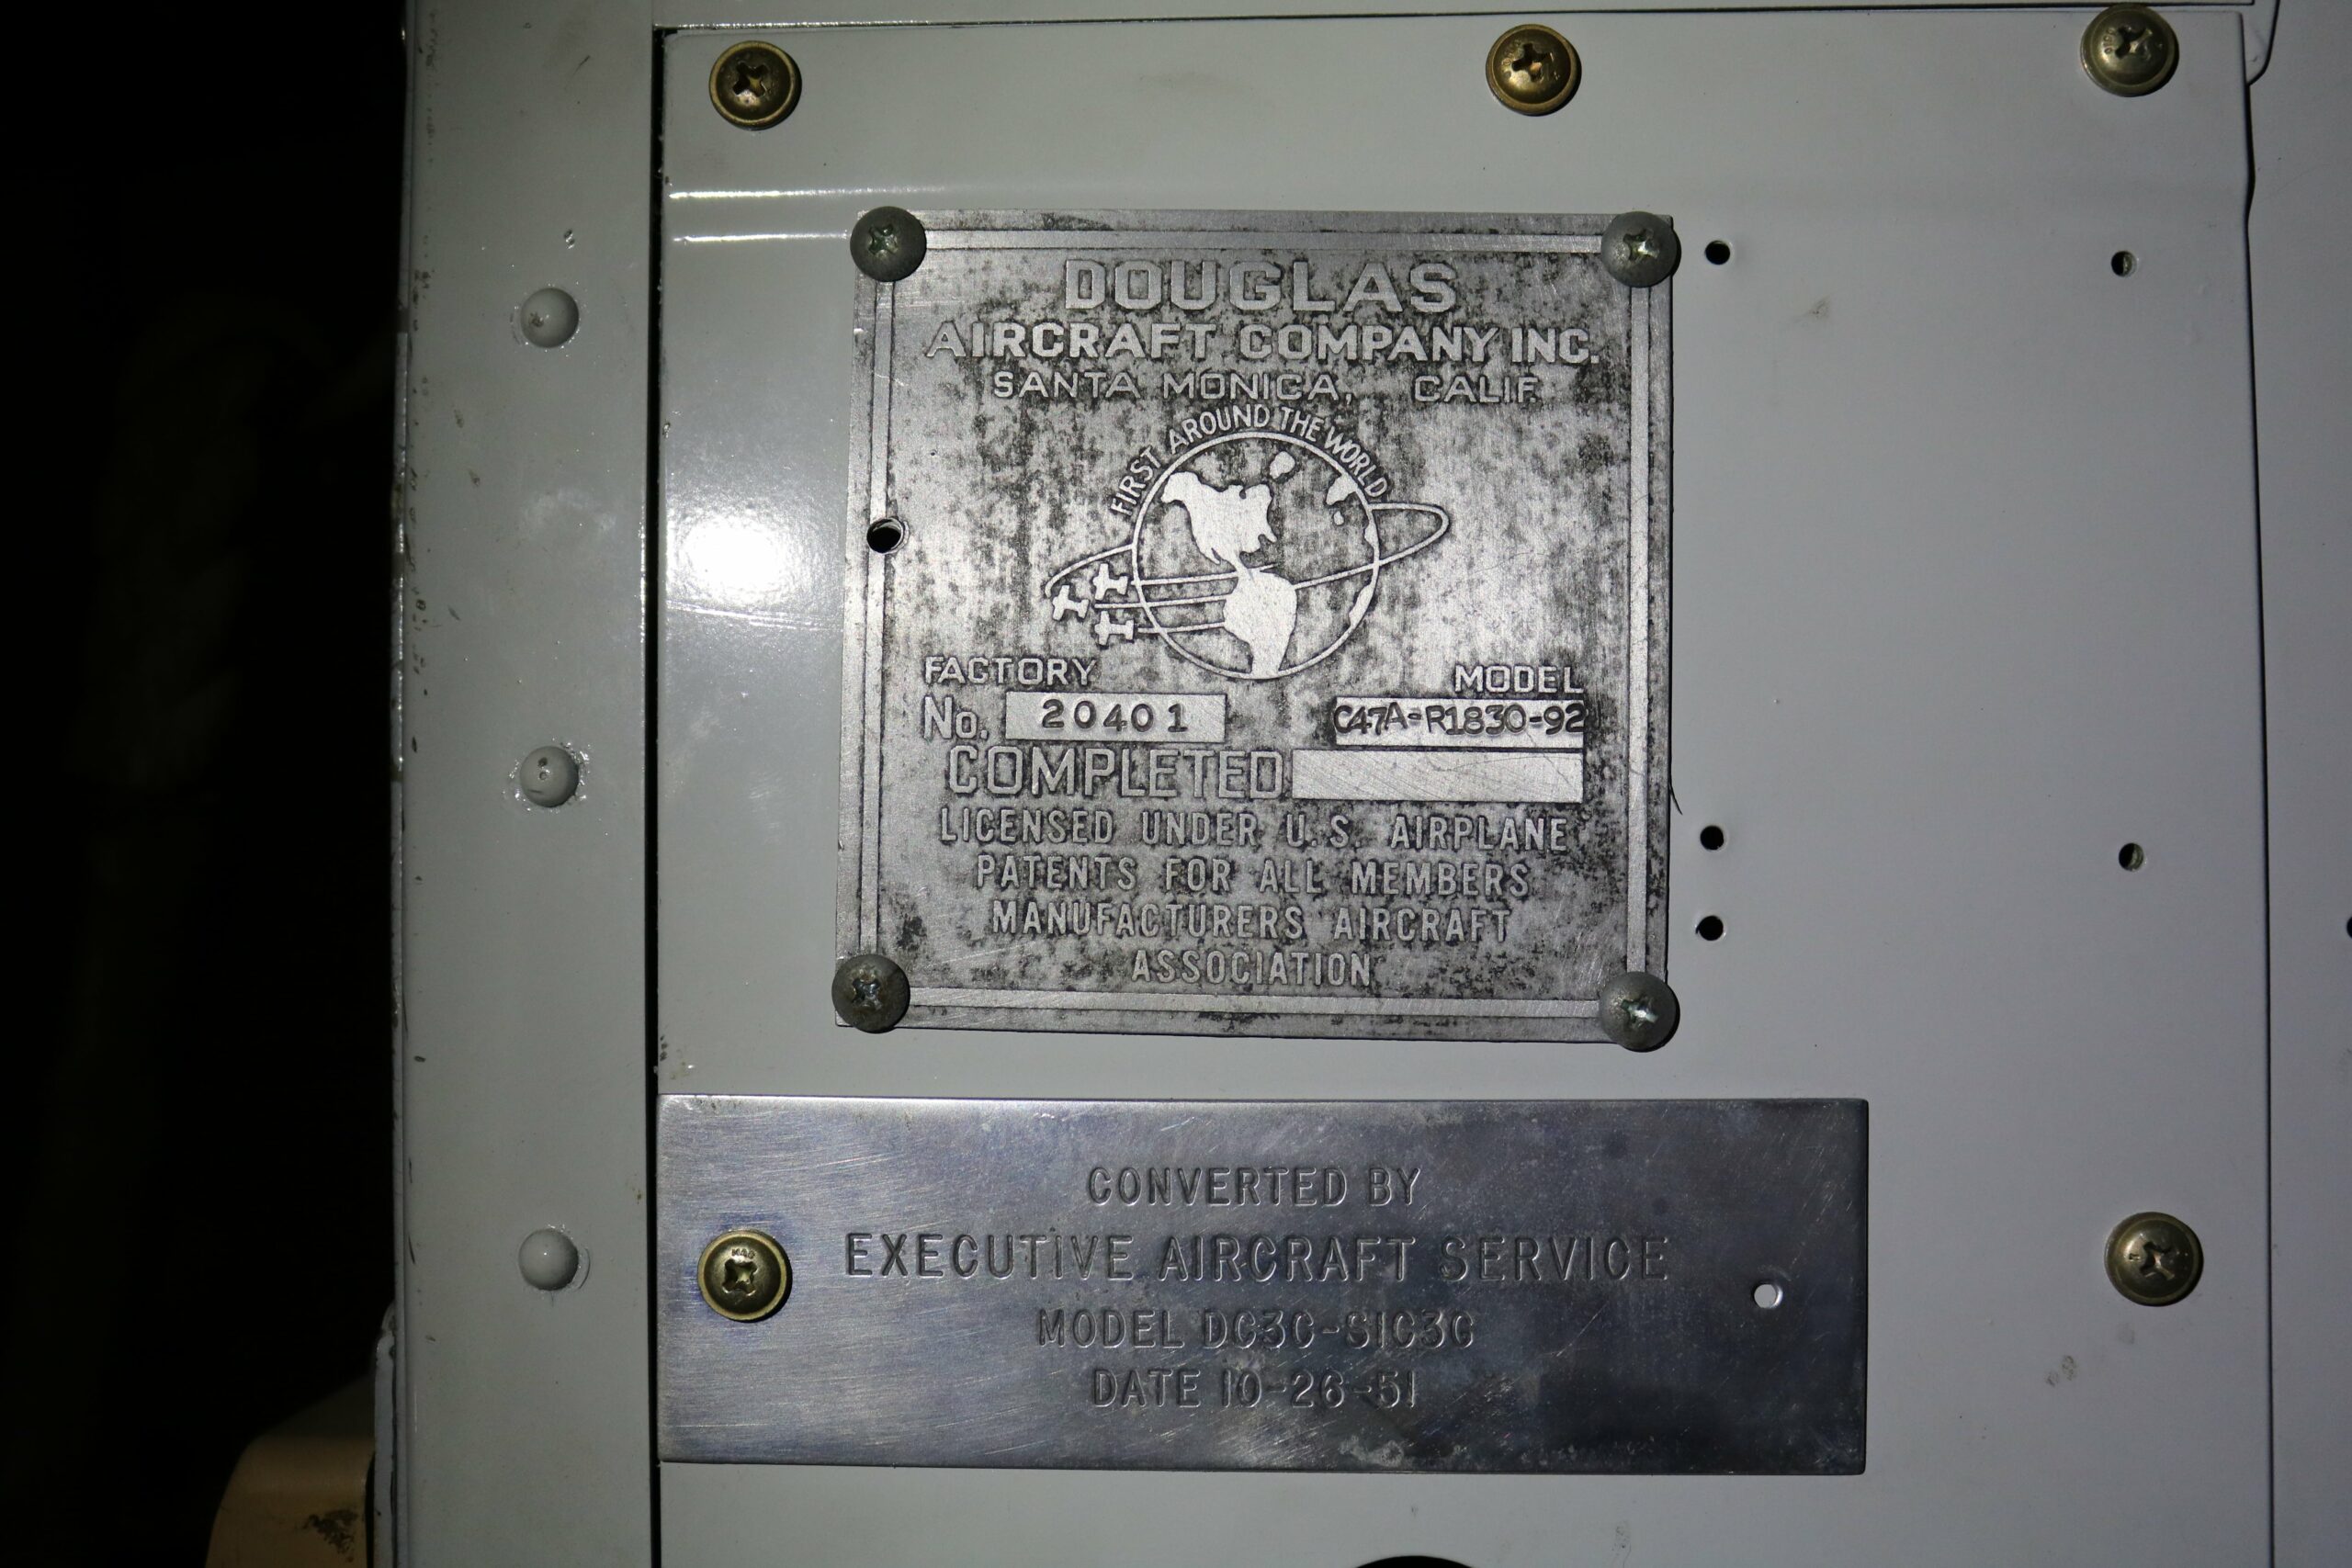 DOUGLAS
AIRCRAFT COMPANY INC.
SANTA MONICA, CALIF.
FIRST AROUND THE WORLD
FACTORY
No. 20401
MODEL
C47A-R1830-92
COMPLETED
LICENSED UNDER U.S. AIRPLANE
PATENTS FOR ALL MEMBERS
MANUFACTURERS AIRCRAFT
ASSOCIATION
CONVERTED BY
EXECUTIVE AIRCRAFT SERVICE
MODEL DC3C-S1C3G
DATE 10-26-51